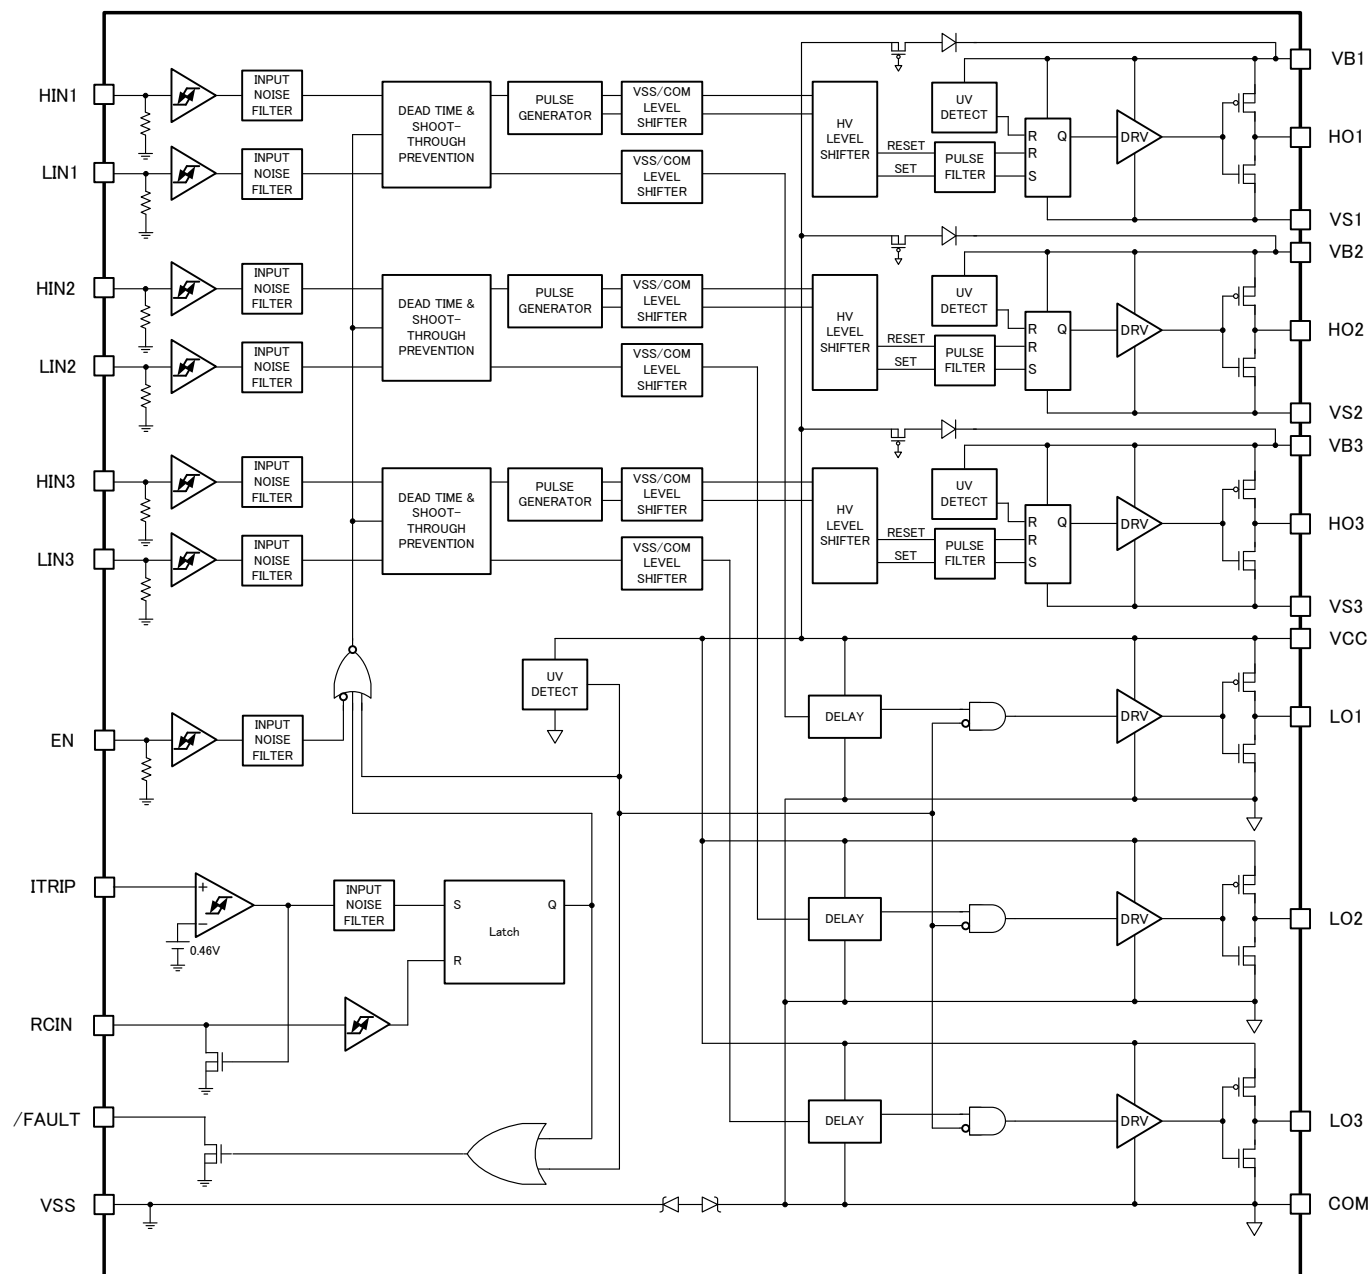 HIN1
INPUT
NOISE
FILTER
DEAD TIME &
SHOOT-
THROUGH
PREVENTION
PULSE
GENERATOR
VSS/COM
LEVEL
SHIFTER
HV
LEVEL
SHIFTER
UV
DETECT
RESET
SET
PULSE
FILTER
R
R
S
Q
DRV
VB1
HO1
VS1
LIN1
INPUT
NOISE
FILTER
VSS/COM
LEVEL
SHIFTER
HIN2
INPUT
NOISE
FILTER
DEAD TIME &
SHOOT-
THROUGH
PREVENTION
PULSE
GENERATOR
VSS/COM
LEVEL
SHIFTER
HV
LEVEL
SHIFTER
UV
DETECT
RESET
SET
PULSE
FILTER
R
R
S
Q
DRV
VB2
HO2
VS2
LIN2
INPUT
NOISE
FILTER
VSS/COM
LEVEL
SHIFTER
HIN3
INPUT
NOISE
FILTER
DEAD TIME &
SHOOT-
THROUGH
PREVENTION
PULSE
GENERATOR
VSS/COM
LEVEL
SHIFTER
HV
LEVEL
SHIFTER
UV
DETECT
RESET
SET
PULSE
FILTER
R
R
S
Q
DRV
VB3
HO3
VS3
LIN3
INPUT
NOISE
FILTER
VSS/COM
LEVEL
SHIFTER
VCC
UV
DETECT
EN
INPUT
NOISE
FILTER
DELAY
DRV
LO1
ITRIP
+
−
0.46V
INPUT
NOISE
FILTER
S
Q
Latch
R
DELAY
DRV
LO2
RCIN
/FAULT
DELAY
DRV
LO3
VSS
COM